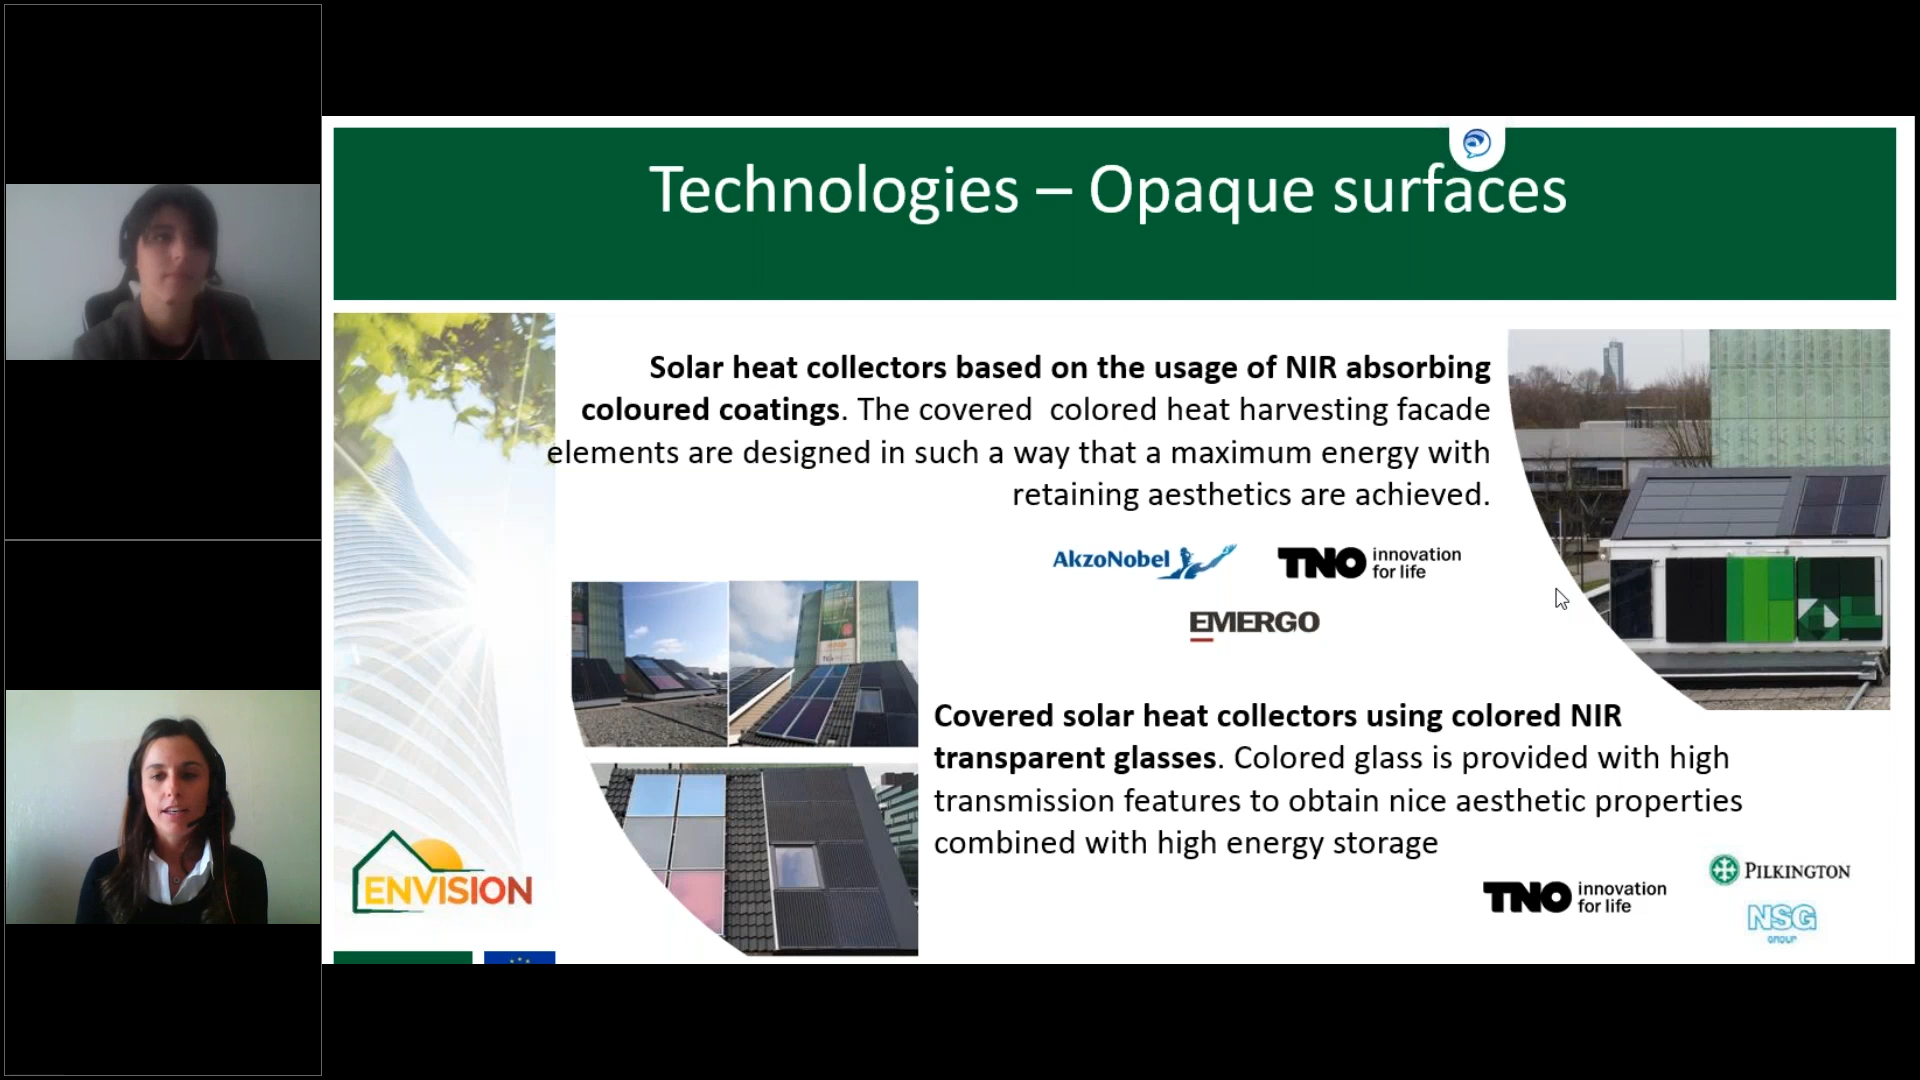 Technologies – Opaque surfaces
Solar heat collectors based on the usage of NIR absorbing
coloured coatings. The covered  colored heat harvesting facade
elements are designed in such a way that a maximum energy with
retaining aesthetics are achieved.
AkzoNobel
TNO innovation
for life
EMERGO
Covered solar heat collectors using colored NIR
transparent glasses. Colored glass is provided with high
transmission features to obtain nice aesthetic properties
combined with high energy storage
TNO innovation
for life
PILKINGTON
NSG
GROUP
ENVISION